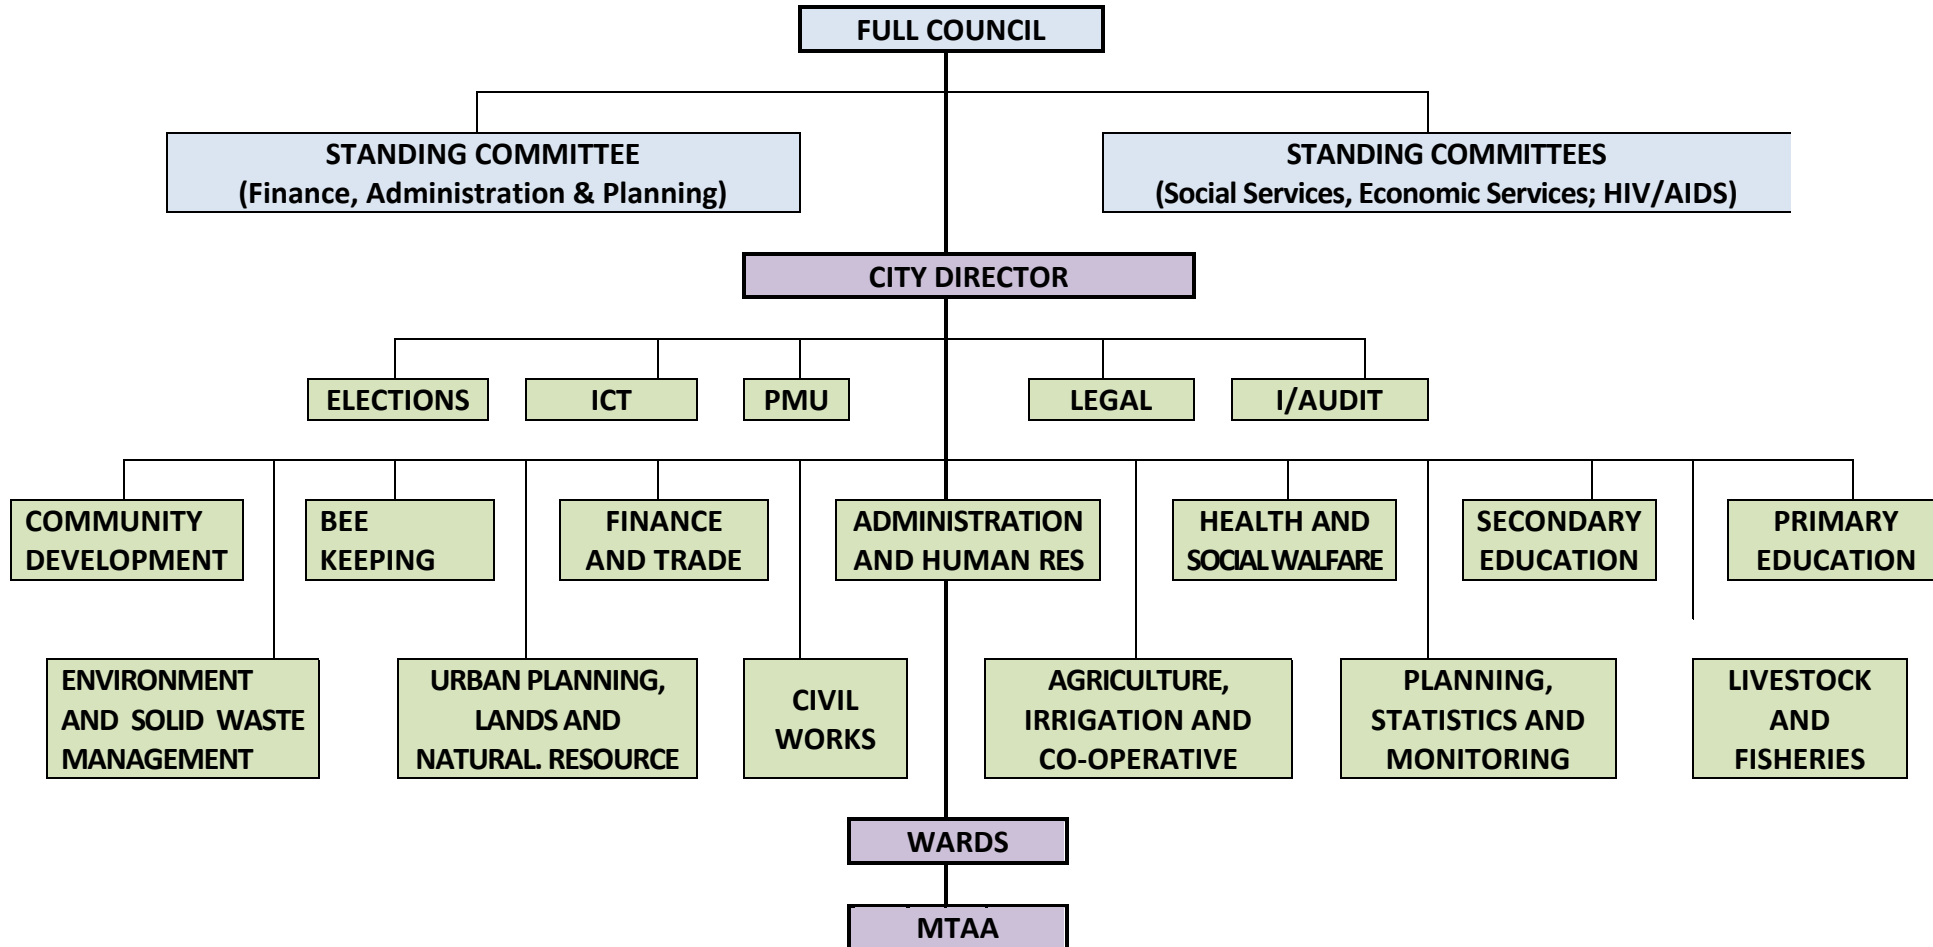 FULL COUNCIL
STANDING COMMITTEE
(Finance, Administration & Planning)
STANDING COMMITTEES
(Social Services, Economic Services; HIV/AIDS)
CITY DIRECTOR
ELECTIONS
ICT
PMU
LEGAL
I/AUDIT
COMMUNITY
DEVELOPMENT
BEE
KEEPING
FINANCE
AND TRADE
ADMINISTRATION
AND HUMAN RES
HEALTH AND
SOCIAL WALFARE
SECONDARY
EDUCATION
PRIMARY
EDUCATION
ENVIRONMENT
AND SOLID WASTE
MANAGEMENT
URBAN PLANNING,
LANDS AND
NATURAL. RESOURCE
CIVIL
WORKS
AGRICULTURE,
IRRIGATION AND
CO-OPERATIVE
PLANNING,
STATISTICS AND
MONITORING
LIVESTOCK
AND
FISHERIES
WARDS
MTAA